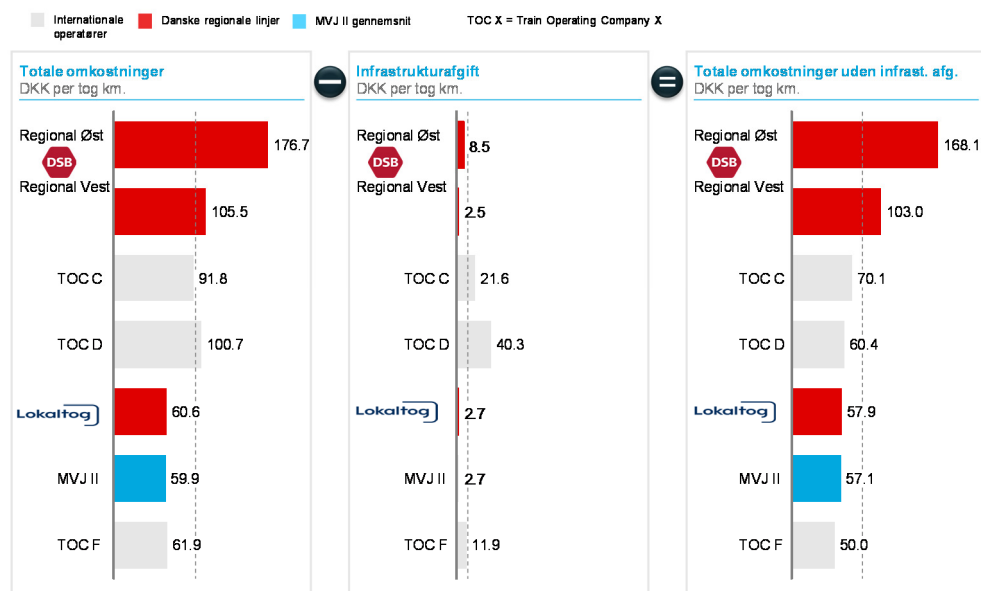 Internationale
operatører
Danske regionale linjer
MVJ II gennemsnit
TOC X = Train Operating Company X
Totale omkostninger
DKK per tog km.
Regional Øst
176.7
DSB
Regional Vest
105.5
TOC C
91.8
TOC D
100.7
Lokaltog
60.6
MVJ II
59.9
TOC F
61.9
Infrastrukturafgift
DKK per tog km.
Regional Øst
8.5
DSB
Regional Vest
2.5
TOC C
21.6
TOC D
40.3
Lokaltog
2.7
MVJ II
2.7
TOC F
11.9
Totale omkostninger uden infrast. afg.
DKK per tog km.
Regional Øst
168.1
DSB
Regional Vest
103.0
TOC C
70.1
TOC D
60.4
Lokaltog
57.9
MVJ II
57.1
TOC F
50.0